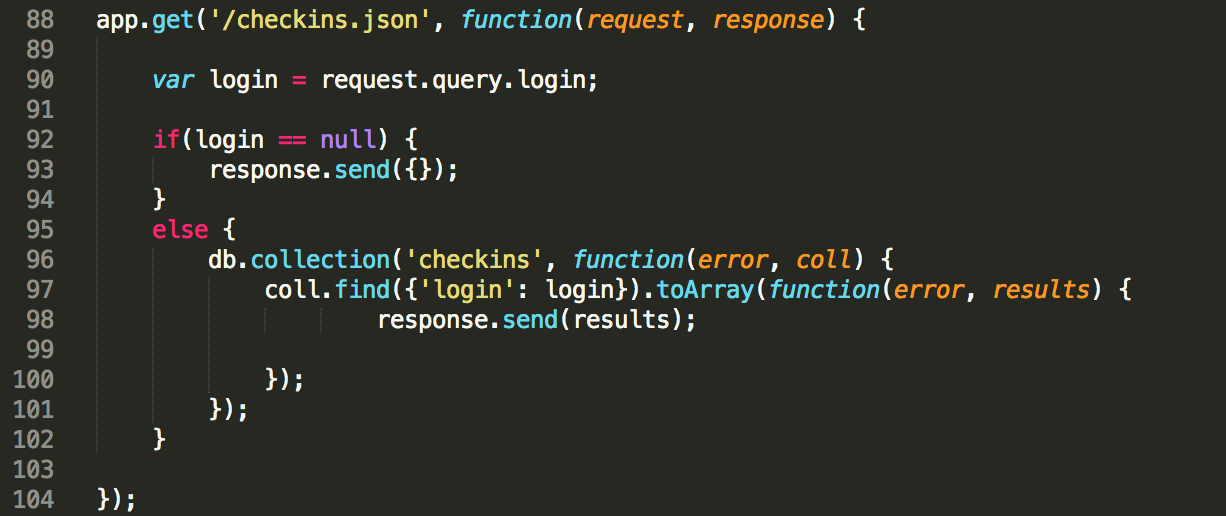 88 app.get('/checkins.json', function(request, response) {
89
90 var login = request.query.login;
91
92 if(login == null) {
93 response.send({});
94 }
95 else {
96 db.collection('checkins', function(error, coll) {
97 coll.find({'login': login}).toArray(function(error, results) {
98 response.send(results);
99
100 });
101 });
102 }
103
104 });